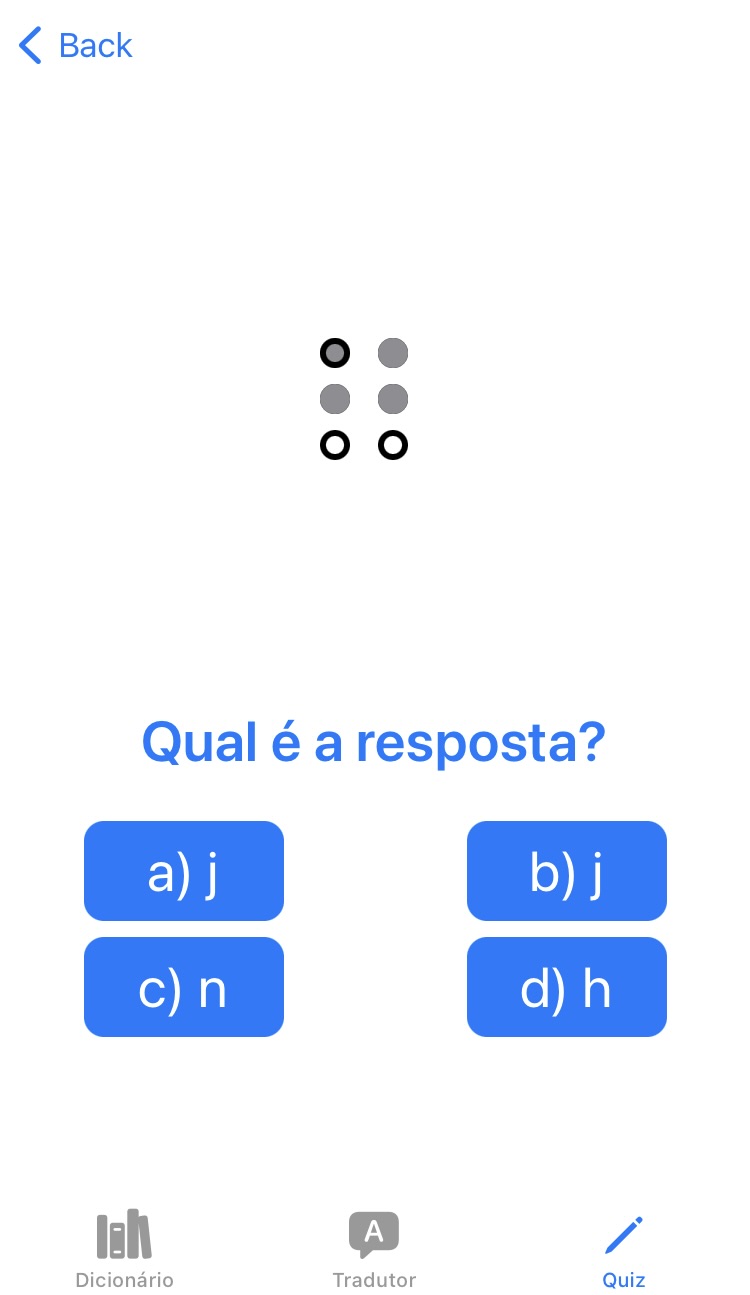 Back
Qual é a resposta?
a) j
b) j
c) n
d) h
A
Dicionário
Tradutor
Quiz